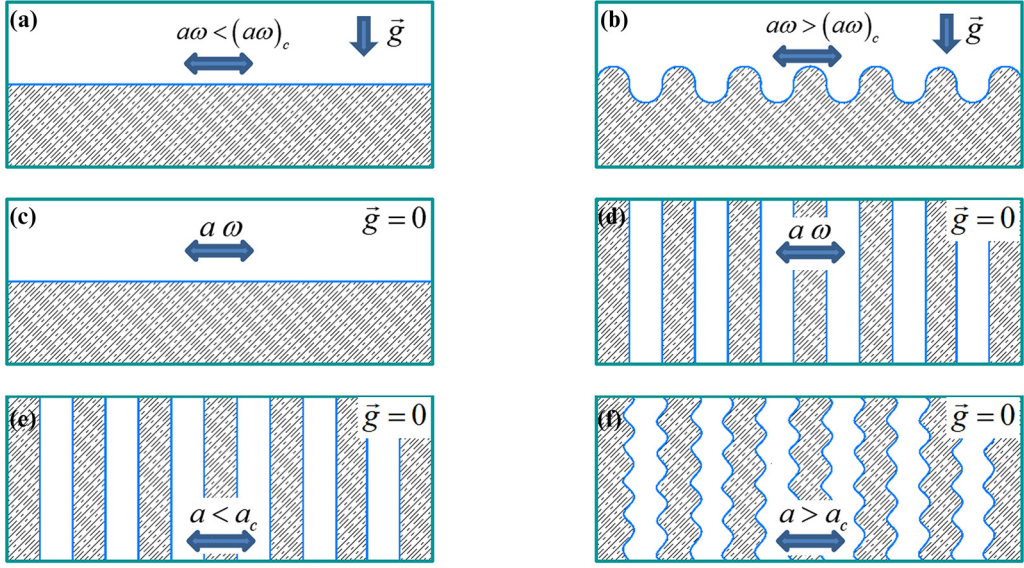 (a) aω < (aω)c g⃗
(b) aω > (aω)c g⃗
(c) a ω g⃗ = 0
(d) a ω g⃗ = 0
(e) a < ac g⃗ = 0
(f) a > ac g⃗ = 0